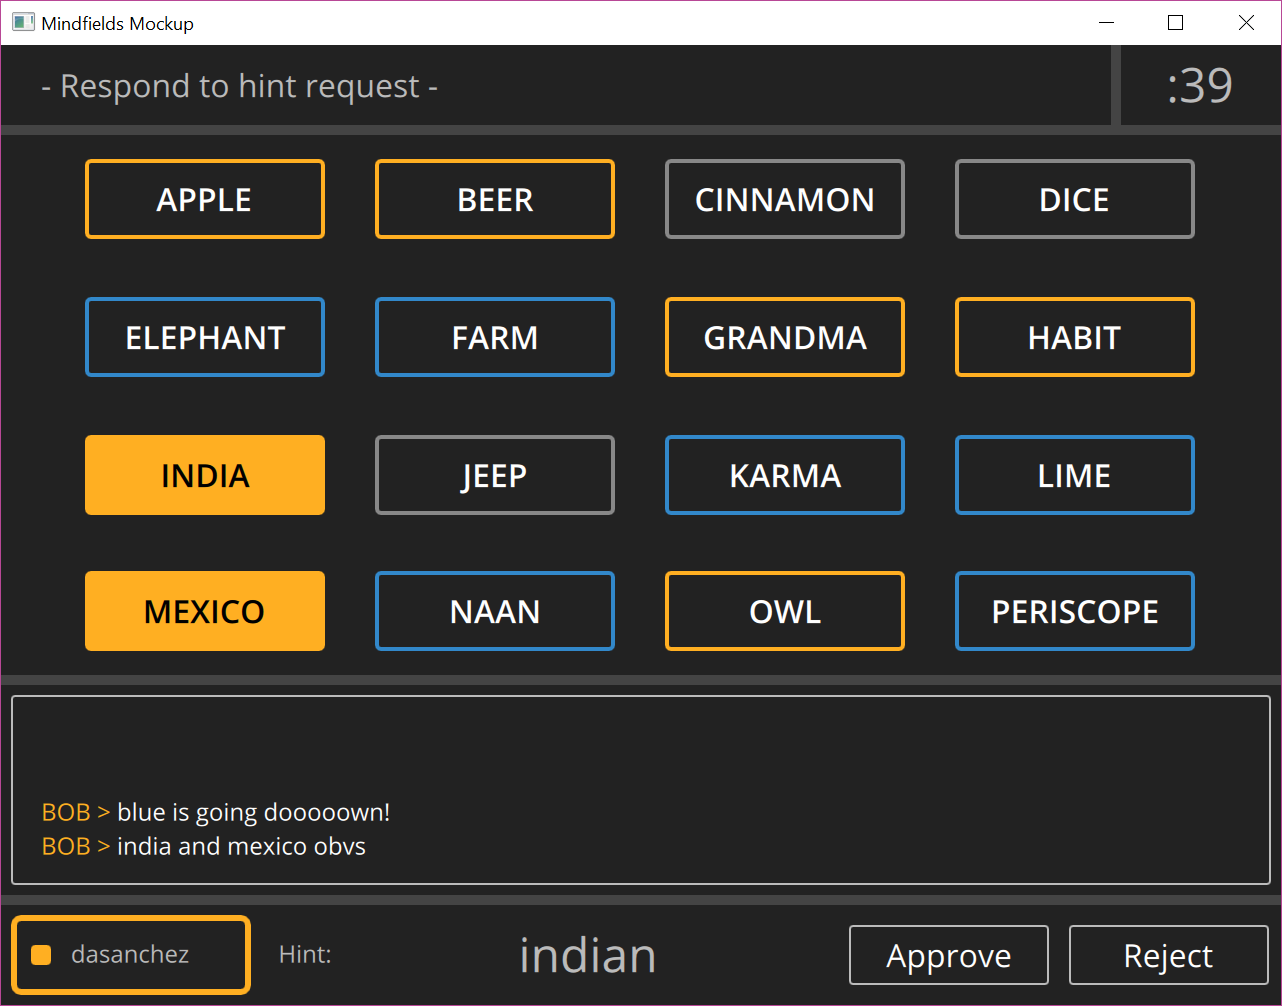 Mindfields Mockup
- Respond to hint request -
:39
APPLE
BEER
CINNAMON
DICE
ELEPHANT
FARM
GRANDMA
HABIT
INDIA
JEEP
KARMA
LIME
MEXICO
NAAN
OWL
PERISCOPE
BOB > blue is going dooooown!
BOB > india and mexico obvs
dasanchez
Hint:
indian
Approve
Reject